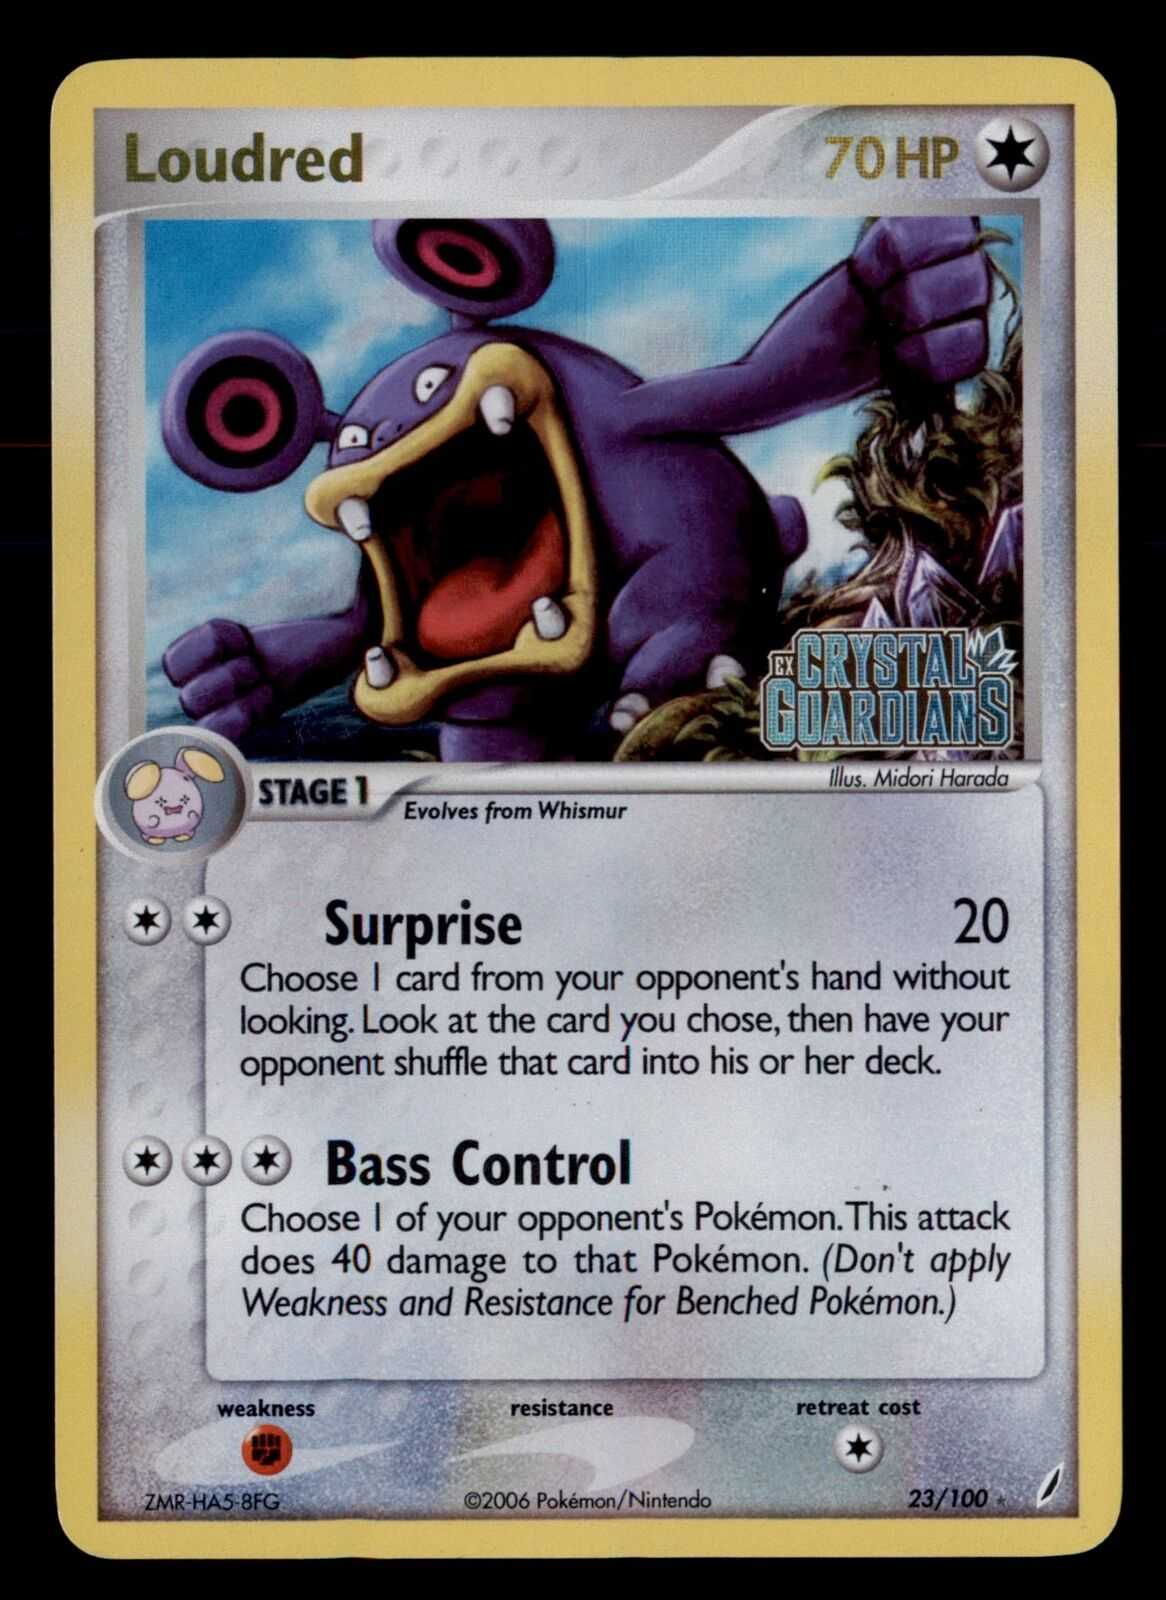 Loudred
70 HP
EX CRYSTAL
GUARDIANS
Illus. Midori Harada
STAGE 1
Evolves from Whismur
Surprise 20
Choose 1 card from your opponent's hand without
looking. Look at the card you chose, then have your
opponent shuffle that card into his or her deck.
Bass Control
Choose 1 of your opponent's Pokémon. This attack
does 40 damage to that Pokémon. (Don't apply
Weakness and Resistance for Benched Pokémon.)
weakness resistance retreat cost
ZMR-HA5-8FG ©2006 Pokémon/Nintendo 23/100